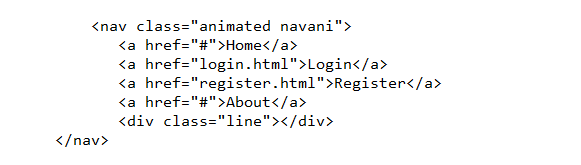 <nav class="animated navani">
<a href="#">Home</a>
<a href="login.html">Login</a>
<a href="register.html">Register</a>
<a href="#">About</a>
<div class="line"></div>
</nav>